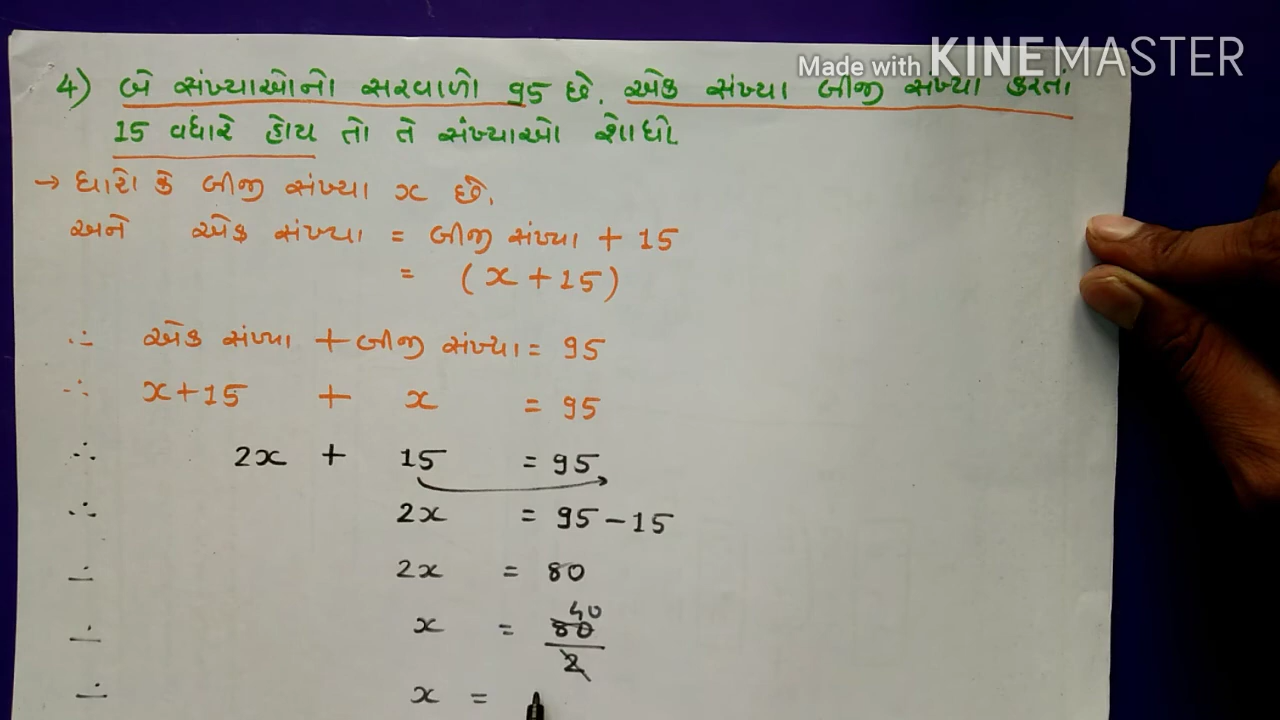 Made with KINEMASTER
4) બે સંખ્યાઓનો સરવાળો 95 છે. એક સંખ્યા બીજી સંખ્યા કરતાં
15 વધારે હોય તો તે સંખ્યાઓ શોધો
→ ધારો કે બીજી સંખ્યા x છે.
અને એક સંખ્યા = બીજી સંખ્યા + 15
= (x + 15)
∴ એક સંખ્યા + બીજી સંખ્યા = 95
∴ x+15 + x = 95
∴ 2x + 15 = 95
∴ 2x = 95 - 15
∴ 2x = 80
40
∴ x = 80
2
∴ x =